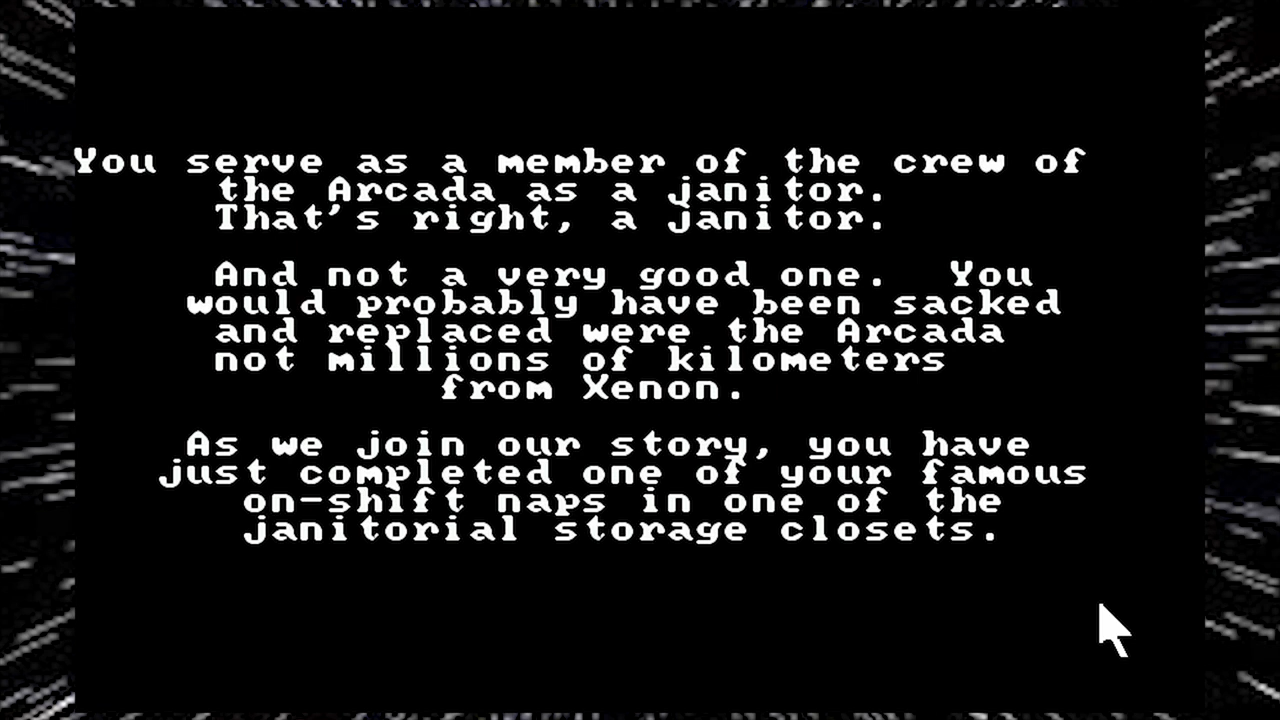 You serve as a member of the crew of
the Arcada as a janitor.
That's right, a janitor.
And not a very good one.  You
would probably have been sacked
and replaced were the Arcada
not millions of kilometers
from Xenon.
As we join our story, you have
just completed one of your famous
on-shift naps in one of the
janitorial storage closets.